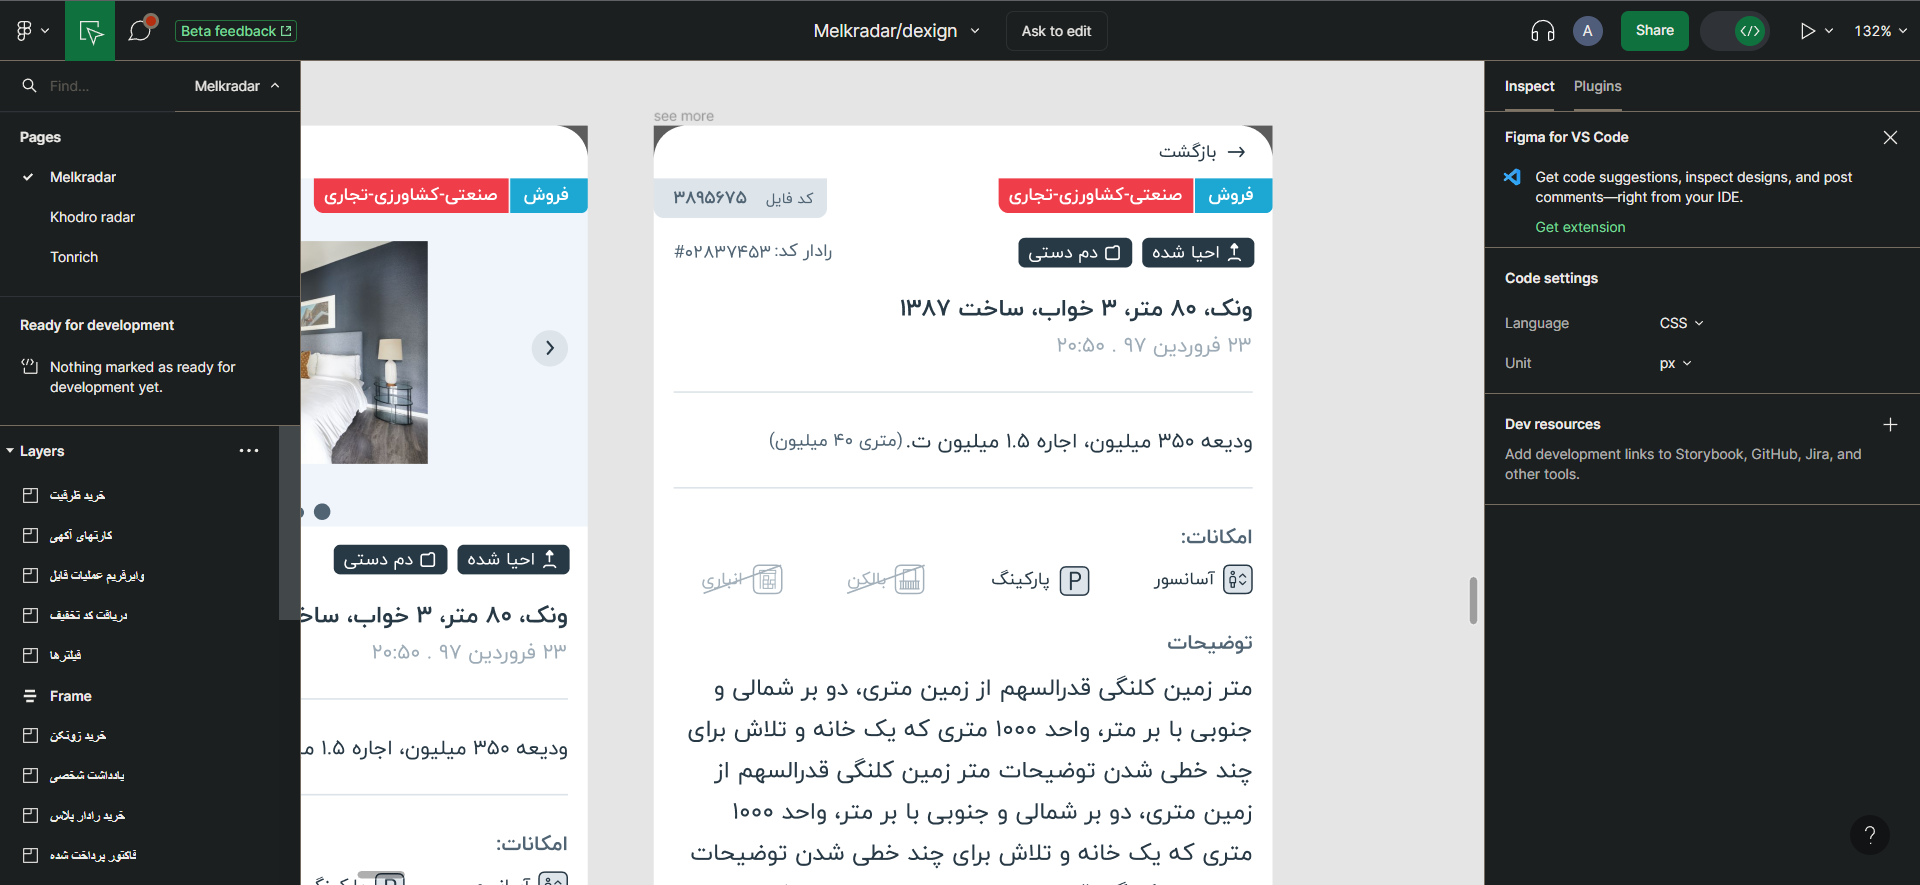 Beta feedback
Melkradar/dexign
Ask to edit
A
Share
132%
Find...
Melkradar
Pages
Melkradar
Khodro radar
Tonrich
Ready for development
Nothing marked as ready for
development yet.
Layers
خرید ظرفیت
کارتهای آگهی
وایرفریم عملیات فایل
دریافت کد تخفیف
فیلترها
Frame
خرید زونکن
یادداشت شخصی
خرید رادار پلاس
فاکتور پرداخت شده
فروش
صنعتی-کشاورزی-تجاری
احیا شده
دم دستی
ونک، ۸۰ متر، ۳ خواب، ساخ
۲۳ فروردین ۹۷ . ۲۰:۵۰
ودیعه ۳۵۰ میلیون، اجاره ۱.۵ م
امکانات:
see more
بازگشت
فروش
صنعتی-کشاورزی-تجاری
کد فایل ۳۸۹۵۶۷۵
احیا شده
دم دستی
رادار کد: ۰۲۸۳۷۴۵۳#
ونک، ۸۰ متر، ۳ خواب، ساخت ۱۳۸۷
۲۳ فروردین ۹۷ . ۲۰:۵۰
ودیعه ۳۵۰ میلیون، اجاره ۱.۵ میلیون ت. (متری ۴۰ میلیون)
امکانات:
آسانسور
پارکینگ
بالکن
انباری
توضیحات
متر زمین کلنگی قدرالسهم از زمین متری، دو بر شمالی و
جنوبی با بر متر، واحد ۱۰۰۰ متری که یک خانه و تلاش برای
چند خطی شدن توضیحات متر زمین کلنگی قدرالسهم از
زمین متری، دو بر شمالی و جنوبی با بر متر، واحد ۱۰۰۰
متری که یک خانه و تلاش برای چند خطی شدن توضیحات
Inspect
Plugins
Figma for VS Code
Get code suggestions, inspect designs, and post
comments—right from your IDE.
Get extension
Code settings
Language
CSS
Unit
px
Dev resources
Add development links to Storybook, GitHub, Jira, and
other tools.